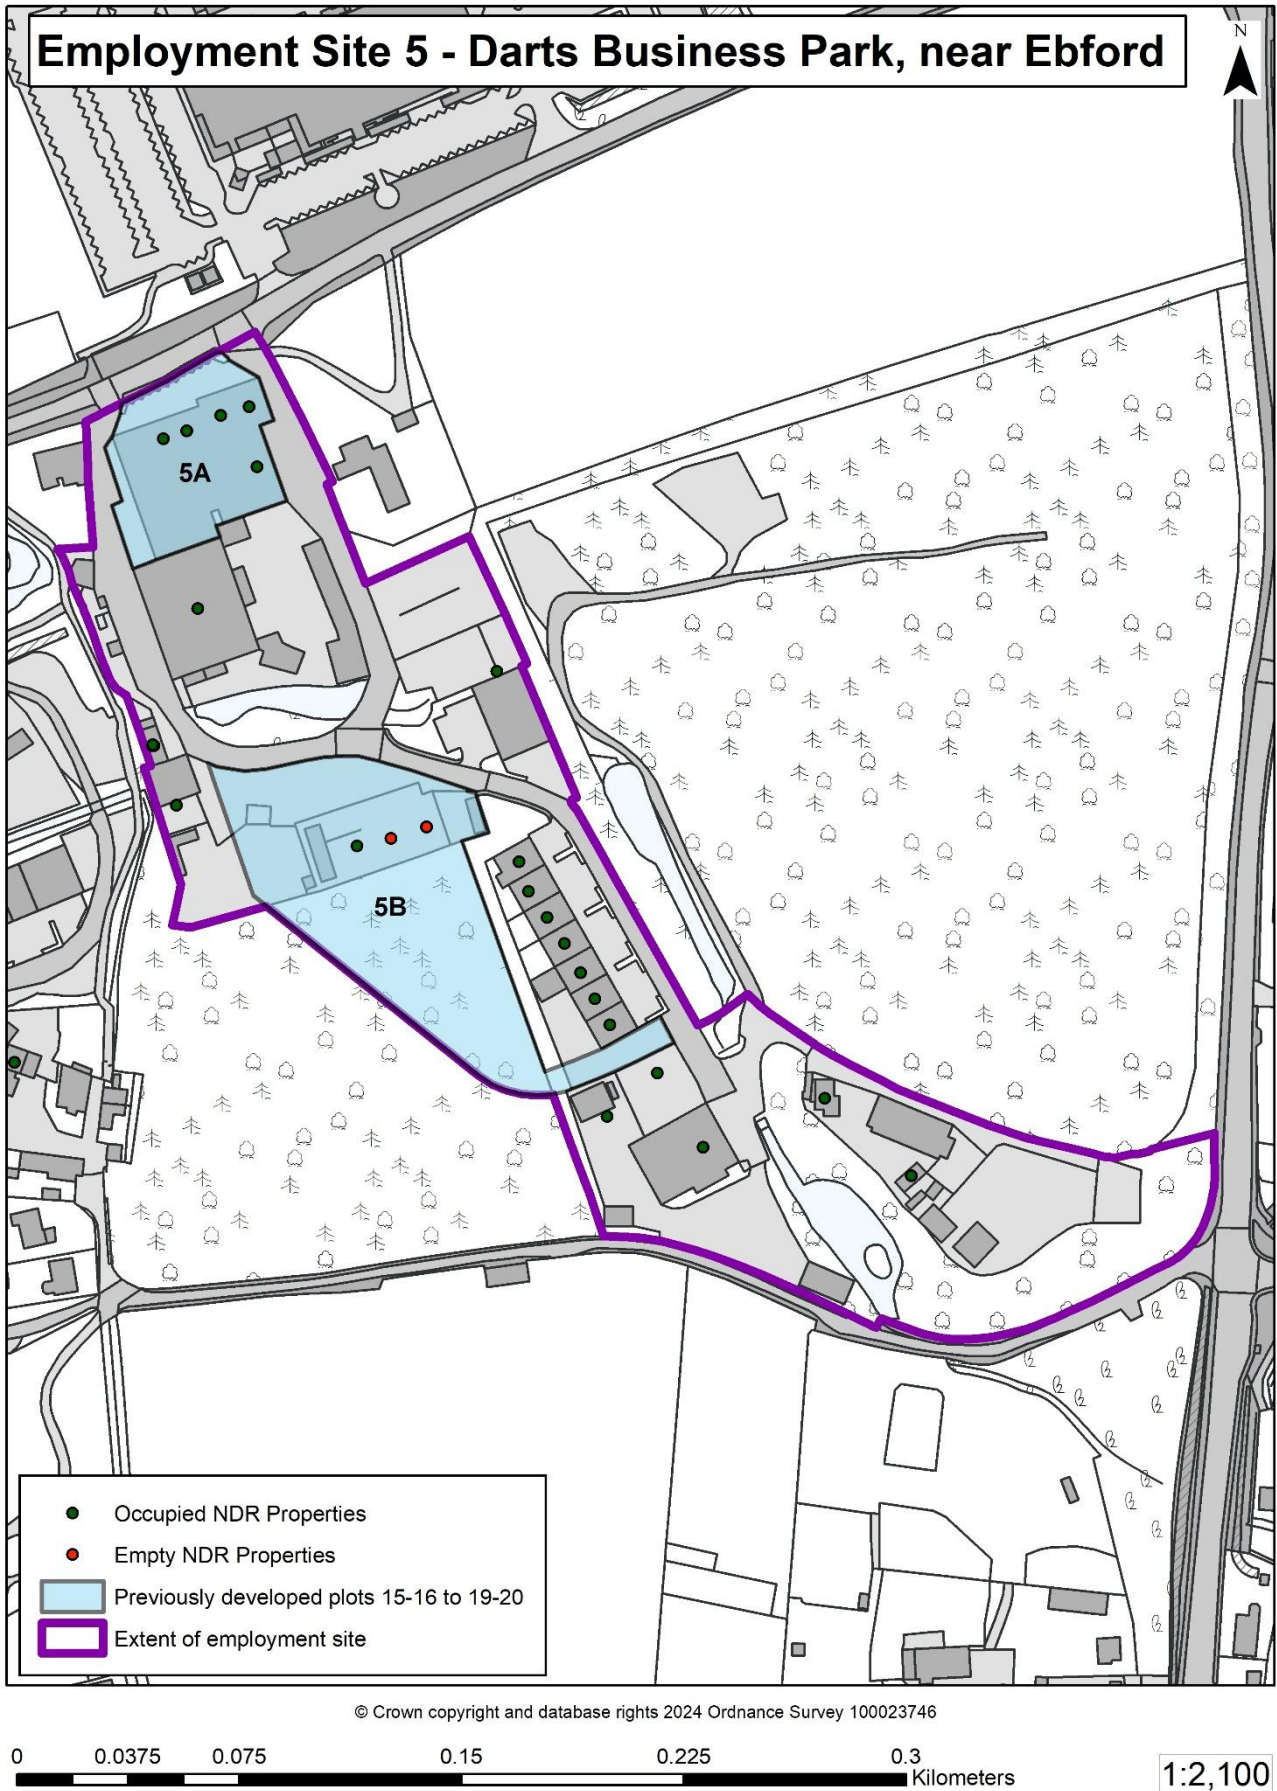 Employment Site 5 - Darts Business Park, near Ebford
N
5A
5B
Occupied NDR Properties
Empty NDR Properties
Previously developed plots 15-16 to 19-20
Extent of employment site
© Crown copyright and database rights 2024 Ordnance Survey 100023746
0 0.0375 0.075 0.15 0.225 0.3
Kilometers
1:2,100